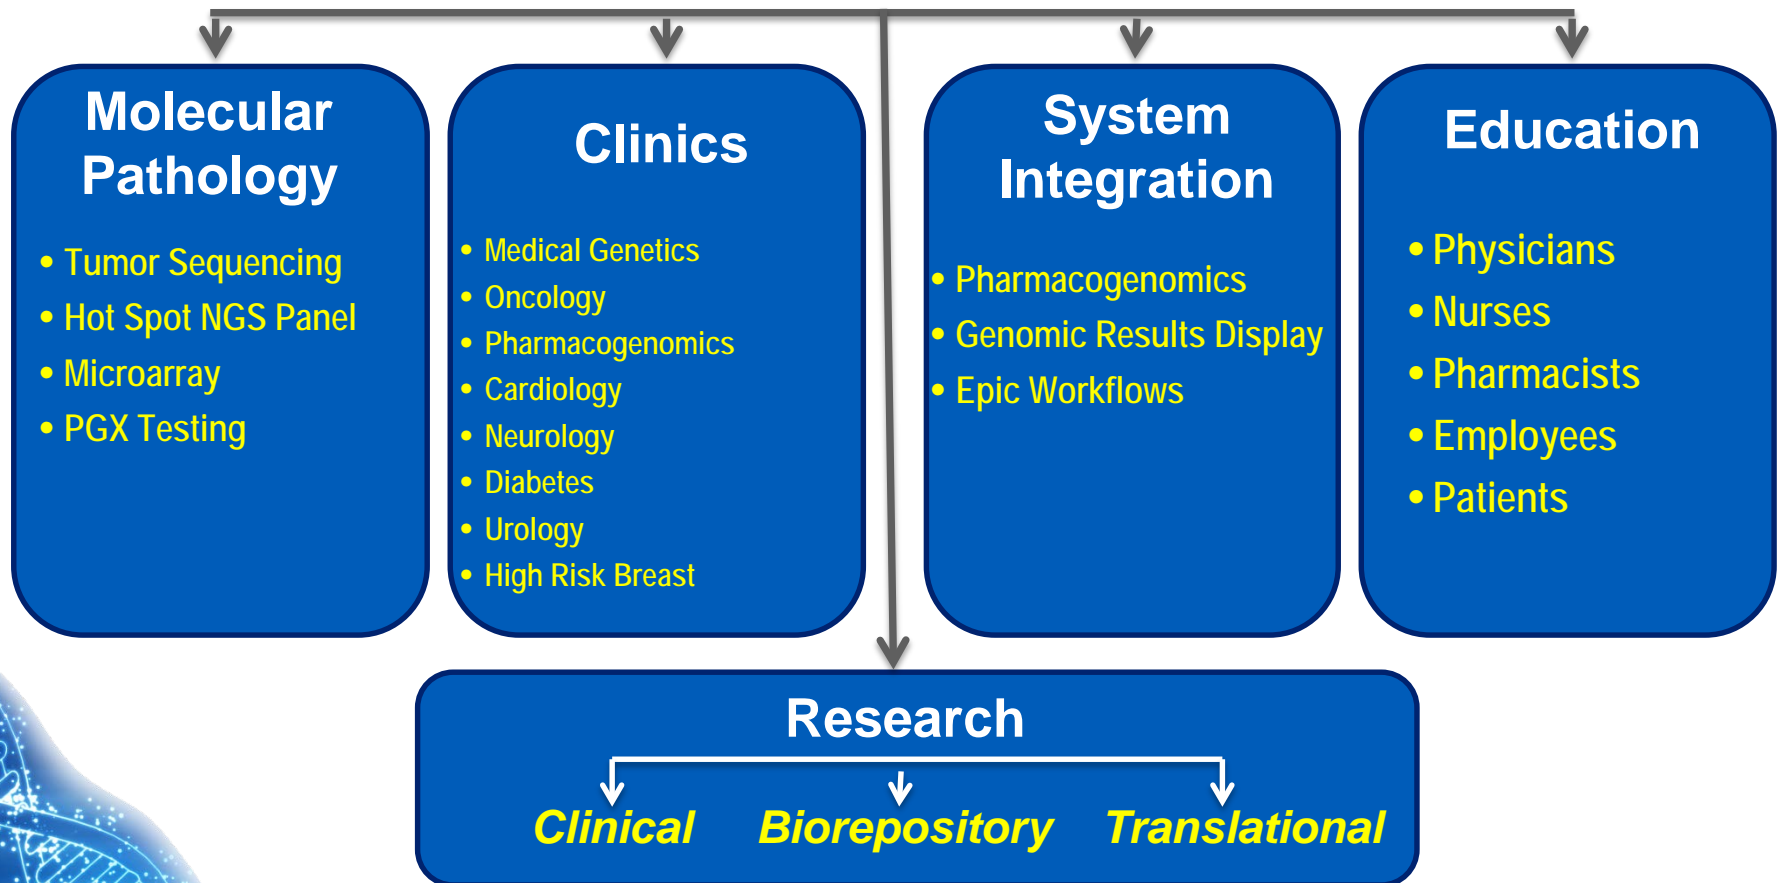 Molecular
Pathology
• Tumor Sequencing
• Hot Spot NGS Panel
• Microarray
• PGX Testing
Clinics
• Medical Genetics
• Oncology
• Pharmacogenomics
• Cardiology
• Neurology
• Diabetes
• Urology
• High Risk Breast
System
Integration
• Pharmacogenomics
• Genomic Results Display
• Epic Workflows
Education
• Physicians
• Nurses
• Pharmacists
• Employees
• Patients
Research
Clinical Biorepository Translational